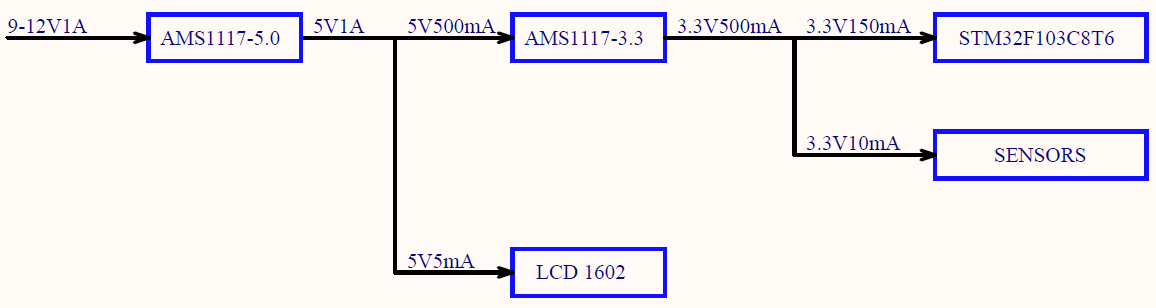 9-12V1A
AMS1117-5.0
5V1A
5V500mA
AMS1117-3.3
3.3V500mA
3.3V150mA
STM32F103C8T6
3.3V10mA
SENSORS
5V5mA
LCD 1602